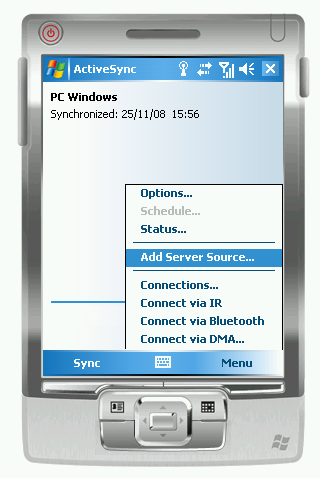 ActiveSync
PC Windows
Synchronized: 25/11/08 15:56
Options...
Schedule...
Status...
Add Server Source...
Connections...
Connect via IR
Connect via Bluetooth
Connect via DMA...
Sync Menu